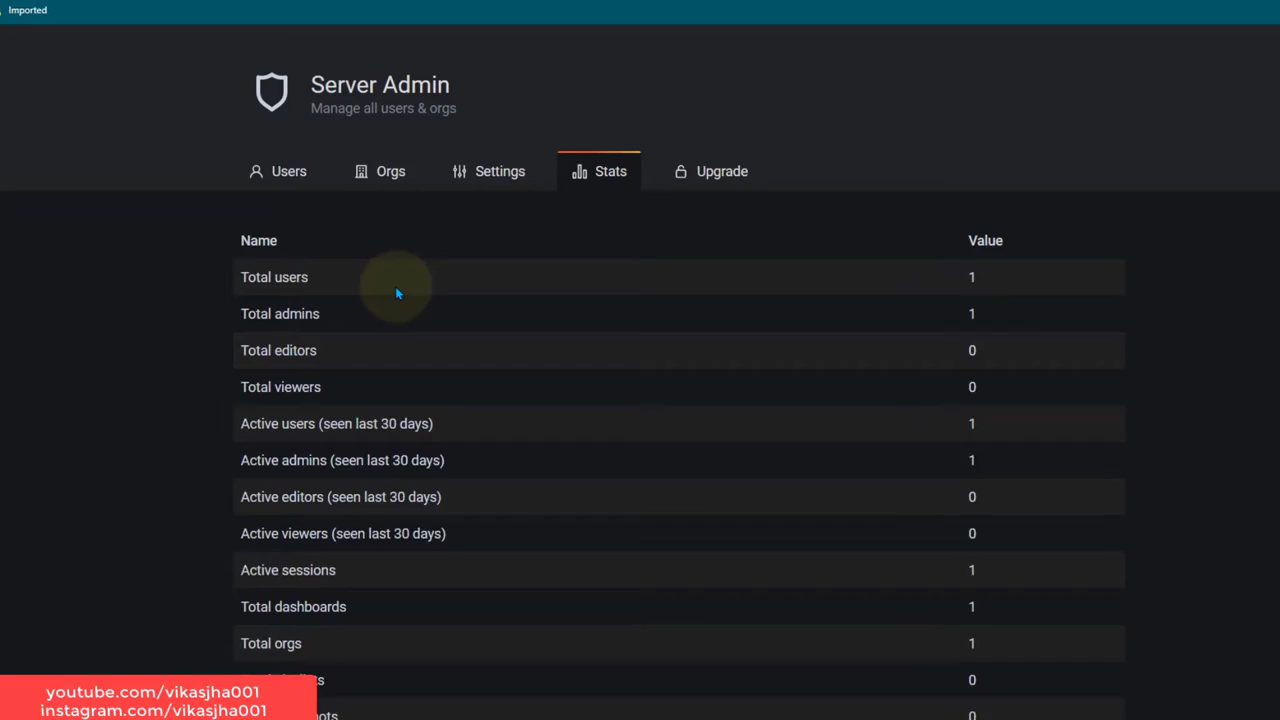 Imported
Server Admin
Manage all users & orgs
Users Orgs Settings Stats Upgrade
Name Value
Total users 1
Total admins 1
Total editors 0
Total viewers 0
Active users (seen last 30 days) 1
Active admins (seen last 30 days) 1
Active editors (seen last 30 days) 0
Active viewers (seen last 30 days) 0
Active sessions 1
Total dashboards 1
Total orgs 1
0
0
youtube.com/vikasjha001
instagram.com/vikasjha001